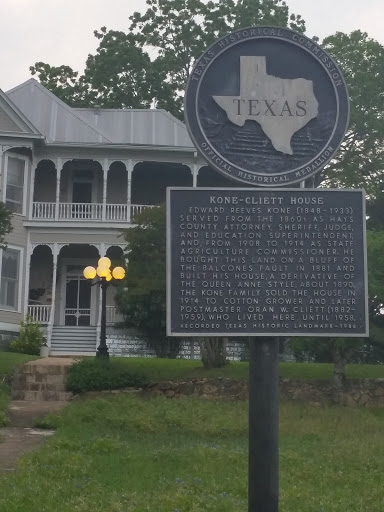 TEXAS HISTORICAL COMMISSION
TEXAS
OFFICIAL HISTORICAL MEDALLION
KONE-CLIETT HOUSE
EDWARD REEVES KONE (1848-1933)
SERVED FROM THE 1860s AS HAYS
COUNTY ATTORNEY, SHERIFF, JUDGE,
AND EDUCATION SUPERINTENDENT,
AND, FROM 1908 TO 1914 AS STATE
AGRICULTURE COMMISSIONER. HE
BOUGHT THIS LAND ON A BLUFF OF
THE BALCONES FAULT IN 1881 AND
BUILT HIS HOUSE, A DERIVATIVE OF
THE QUEEN ANNE STYLE, ABOUT 1890.
THE KONE FAMILY SOLD THE HOUSE IN
1914 TO COTTON GROWER AND LATER
POSTMASTER ORAN W. CLIETT (1882-
1959), WHO LIVED HERE UNTIL 1958.
RECORDED TEXAS HISTORIC LANDMARK-1986